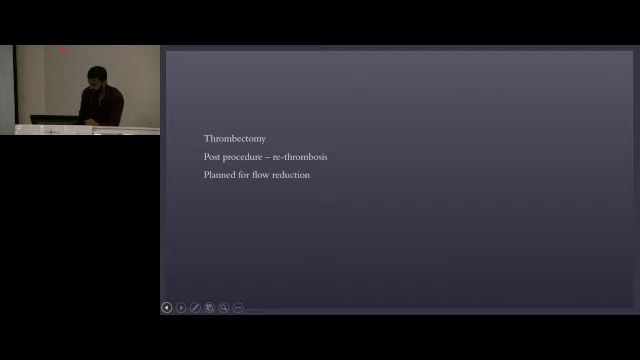 Thrombectomy
Post procedure – re-thrombosis
Planned for flow reduction